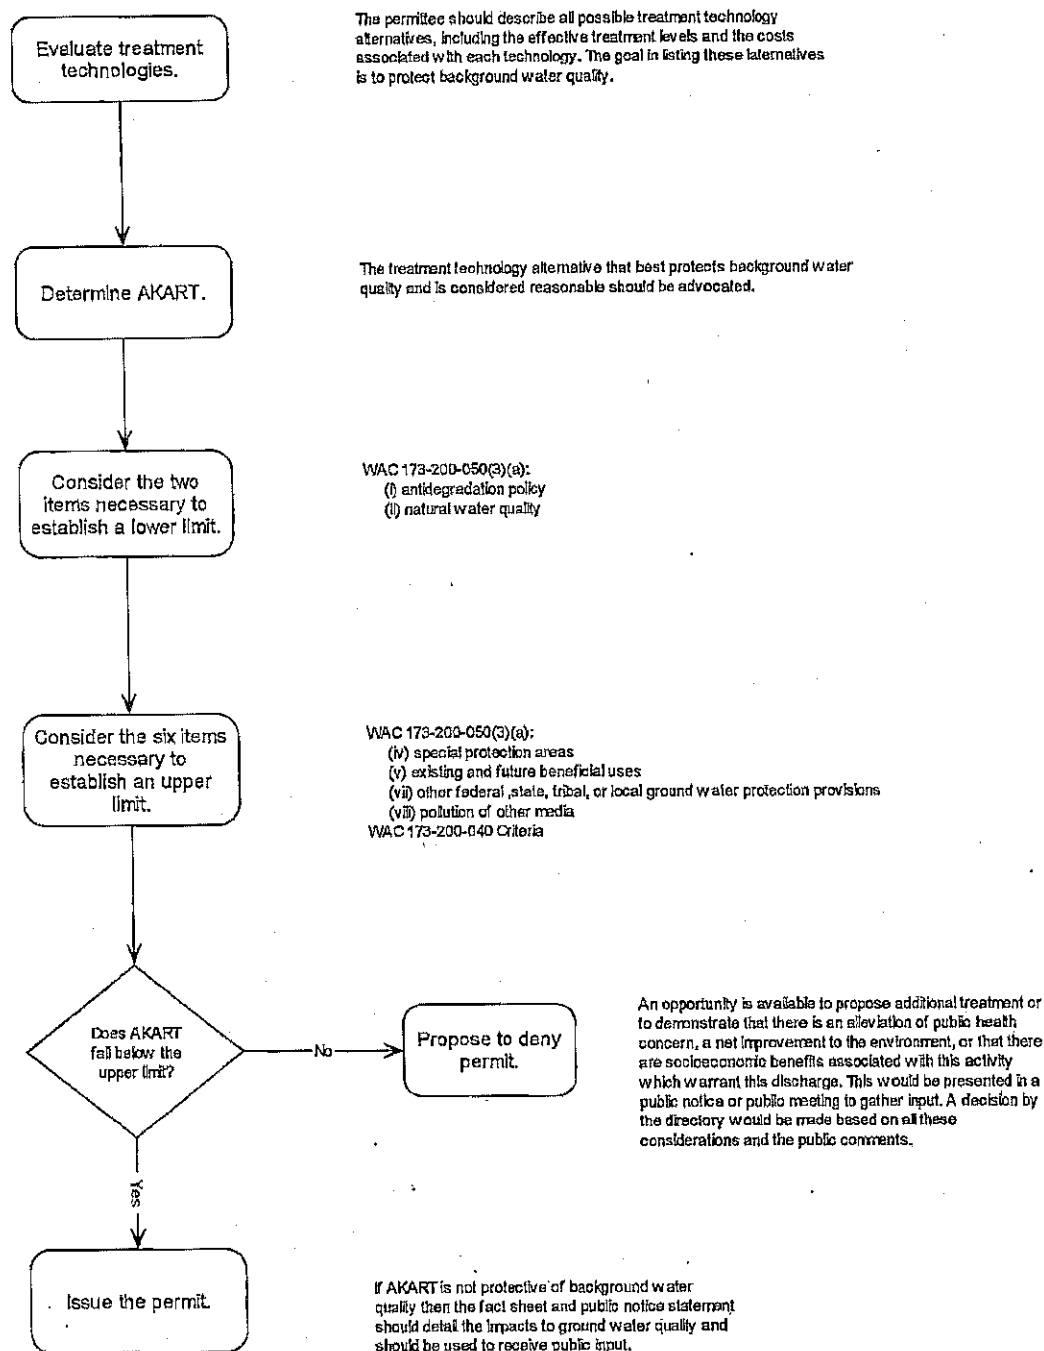 Evaluate treatment
technologies.
The permittee should describe all possible treatment technology
alternatives, including the effective treatment levels and the costs
associated with each technology. The goal in listing these laternatives
is to protect background water quality.
Determine AKART.
The treatment technology alternative that best protects background water
quality and is considered reasonable should be advocated.
Consider the two
items necessary to
establish a lower limit.
WAC 173-200-050(3)(a):
(i) antidegradation policy
(ii) natural water quality
Consider the six items
necessary to
establish an upper
limit.
WAC 173-200-050(3)(a):
(iv) special protection areas
(v) existing and future beneficial uses
(vii) other federal ,state, tribal, or local ground water protection provisions
(viii) pollution of other media
WAC 173-200-040 Criteria
Does AKART
fall below the
upper limit?
No
Propose to deny
permit.
An opportunity is available to propose additional treatment or
to demonstrate that there is an alleviation of public health
concern, a net improvement to the environment, or that there
are socioeconomic benefits associated with this activity
which warrant this discharge. This would be presented in a
public notice or public meeting to gather input. A decision by
the directory would be made based on all these
considerations and the public comments.
Yes
Issue the permit.
If AKART is not protective of background water
quality then the fact sheet and public notice statement
should detail the impacts to ground water quality and
should be used to receive public input.